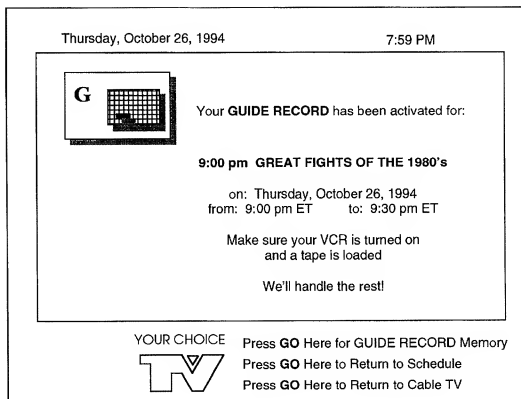 Thursday, October 26, 1994 7:59 PM
G
Your GUIDE RECORD has been activated for:
9:00 pm GREAT FIGHTS OF THE 1980's
on: Thursday, October 26, 1994
from: 9:00 pm ET to: 9:30 pm ET
Make sure your VCR is turned on
and a tape is loaded
We'll handle the rest!
YOUR CHOICE
TV
Press GO Here for GUIDE RECORD Memory
Press GO Here to Return to Schedule
Press GO Here to Return to Cable TV